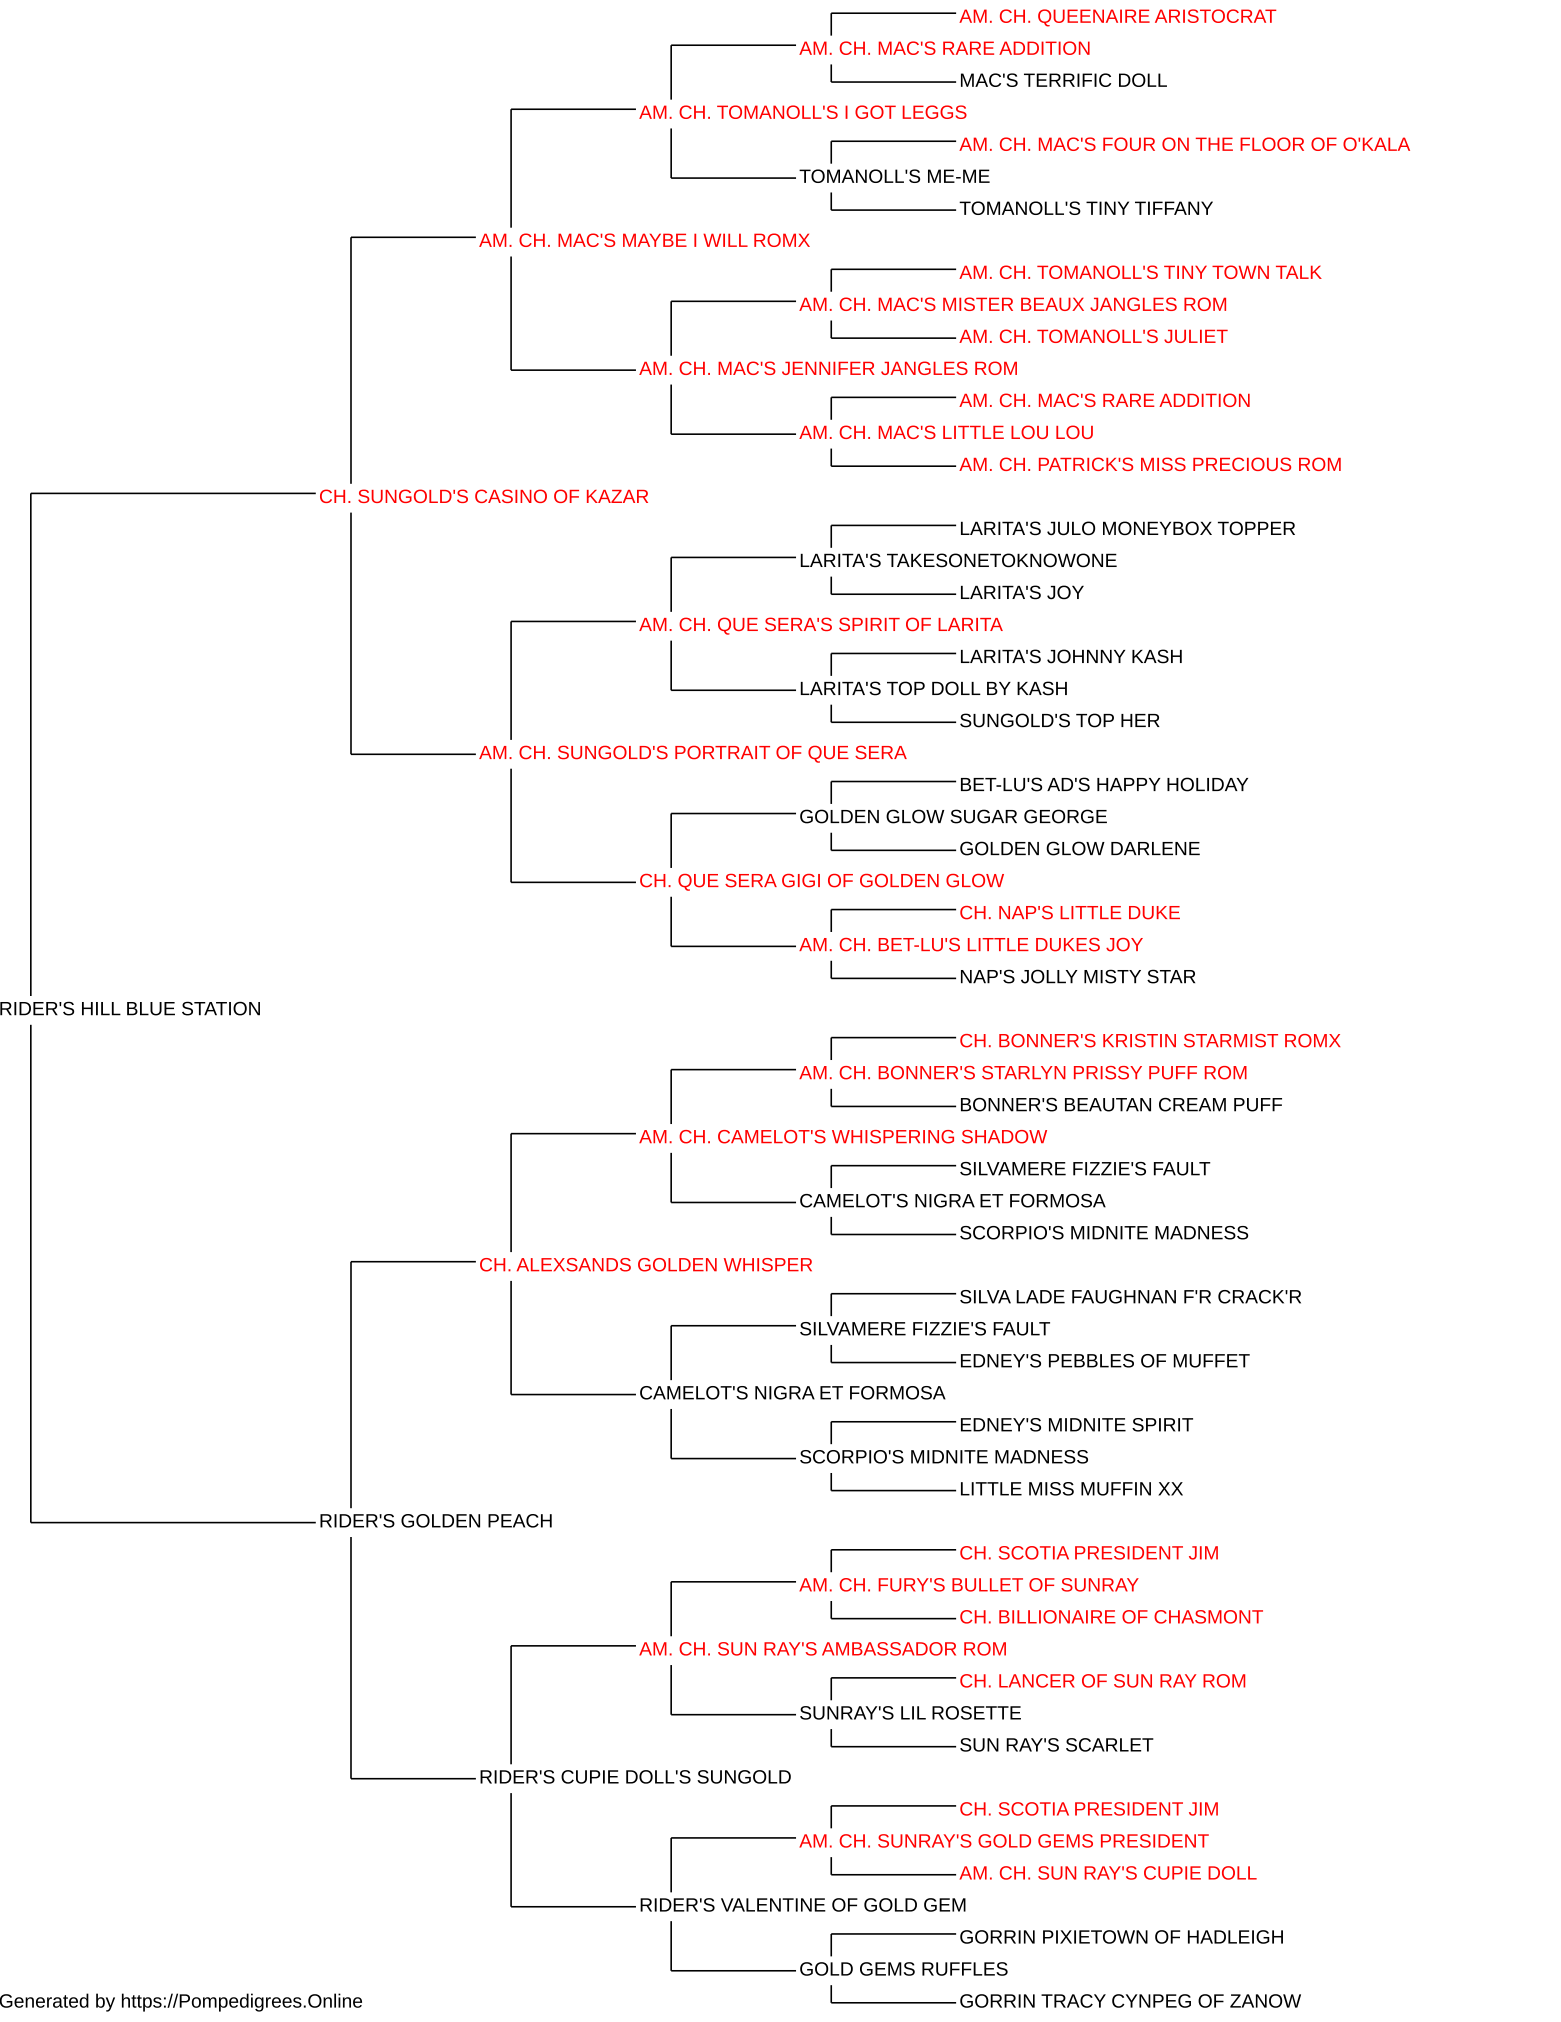 AM. CH. QUEENAIRE ARISTOCRAT
AM. CH. MAC'S RARE ADDITION
MAC'S TERRIFIC DOLL
AM. CH. TOMANOLL'S I GOT LEGGS
AM. CH. MAC'S FOUR ON THE FLOOR OF O'KALA
TOMANOLL'S ME-ME
TOMANOLL'S TINY TIFFANY
AM. CH. MAC'S MAYBE I WILL ROMX
AM. CH. TOMANOLL'S TINY TOWN TALK
AM. CH. MAC'S MISTER BEAUX JANGLES ROM
AM. CH. TOMANOLL'S JULIET
AM. CH. MAC'S JENNIFER JANGLES ROM
AM. CH. MAC'S RARE ADDITION
AM. CH. MAC'S LITTLE LOU LOU
AM. CH. PATRICK'S MISS PRECIOUS ROM
CH. SUNGOLD'S CASINO OF KAZAR
LARITA'S JULO MONEYBOX TOPPER
LARITA'S TAKESONETOKNOWONE
LARITA'S JOY
AM. CH. QUE SERA'S SPIRIT OF LARITA
LARITA'S JOHNNY KASH
LARITA'S TOP DOLL BY KASH
SUNGOLD'S TOP HER
AM. CH. SUNGOLD'S PORTRAIT OF QUE SERA
BET-LU'S AD'S HAPPY HOLIDAY
GOLDEN GLOW SUGAR GEORGE
GOLDEN GLOW DARLENE
CH. QUE SERA GIGI OF GOLDEN GLOW
CH. NAP'S LITTLE DUKE
AM. CH. BET-LU'S LITTLE DUKES JOY
NAP'S JOLLY MISTY STAR
RIDER'S HILL BLUE STATION
CH. BONNER'S KRISTIN STARMIST ROMX
AM. CH. BONNER'S STARLYN PRISSY PUFF ROM
BONNER'S BEAUTAN CREAM PUFF
AM. CH. CAMELOT'S WHISPERING SHADOW
SILVAMERE FIZZIE'S FAULT
CAMELOT'S NIGRA ET FORMOSA
SCORPIO'S MIDNITE MADNESS
CH. ALEXSANDS GOLDEN WHISPER
SILVA LADE FAUGHNAN F'R CRACK'R
SILVAMERE FIZZIE'S FAULT
EDNEY'S PEBBLES OF MUFFET
CAMELOT'S NIGRA ET FORMOSA
EDNEY'S MIDNITE SPIRIT
SCORPIO'S MIDNITE MADNESS
LITTLE MISS MUFFIN XX
RIDER'S GOLDEN PEACH
CH. SCOTIA PRESIDENT JIM
AM. CH. FURY'S BULLET OF SUNRAY
CH. BILLIONAIRE OF CHASMONT
AM. CH. SUN RAY'S AMBASSADOR ROM
CH. LANCER OF SUN RAY ROM
SUNRAY'S LIL ROSETTE
SUN RAY'S SCARLET
RIDER'S CUPIE DOLL'S SUNGOLD
CH. SCOTIA PRESIDENT JIM
AM. CH. SUNRAY'S GOLD GEMS PRESIDENT
AM. CH. SUN RAY'S CUPIE DOLL
RIDER'S VALENTINE OF GOLD GEM
GORRIN PIXIETOWN OF HADLEIGH
GOLD GEMS RUFFLES
GORRIN TRACY CYNPEG OF ZANOW
Generated by https://Pompedigrees.Online